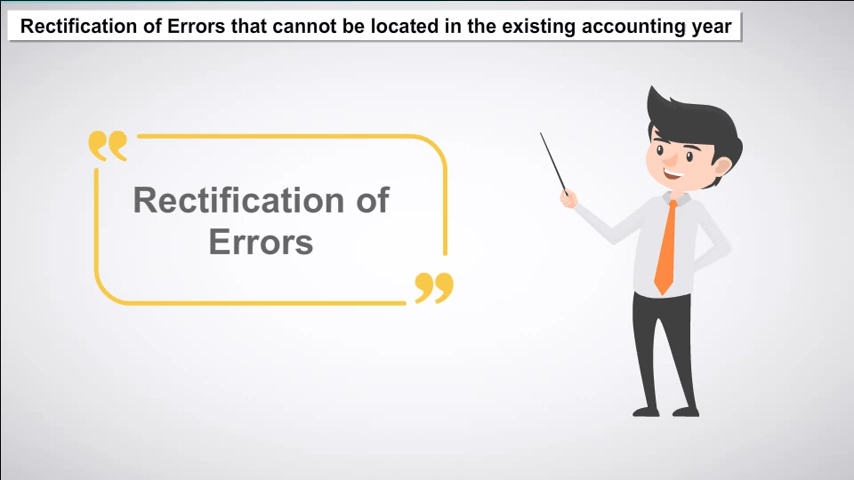 Rectification of Errors that cannot be located in the existing accounting year
Rectification of
Errors